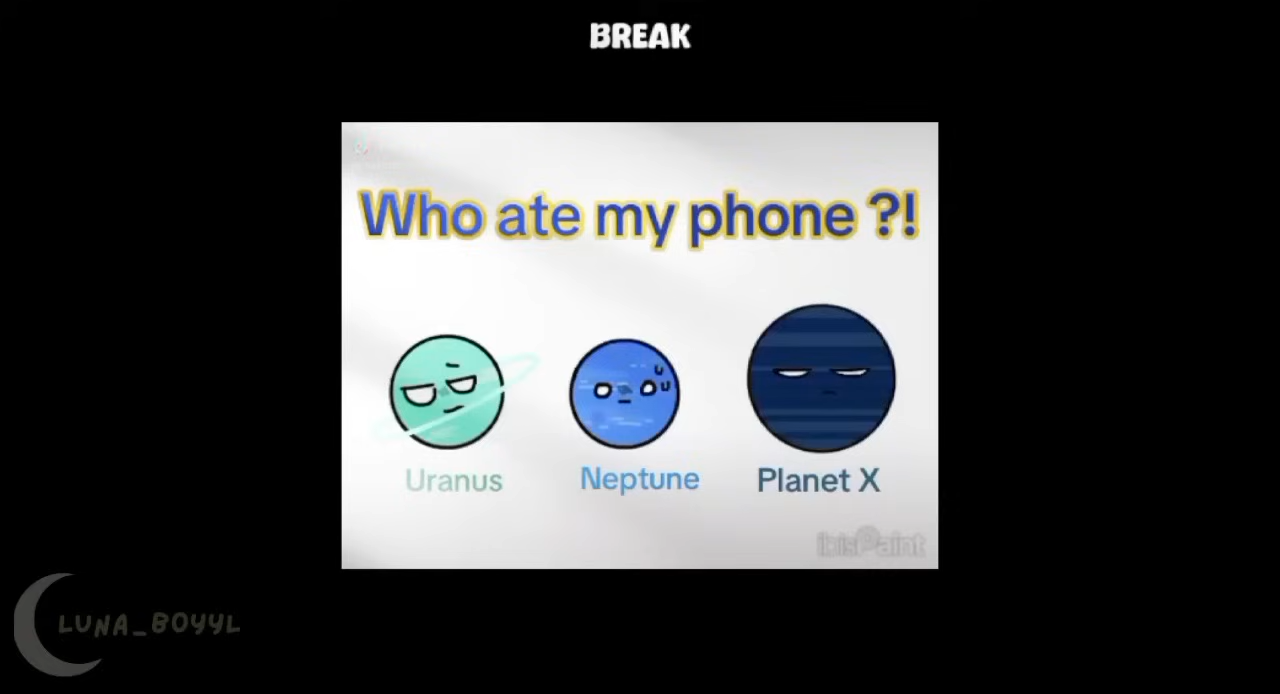 BREAK
Who ate my phone ?!
Uranus
Neptune
Planet X
ibisPaint
LUNA_BOYYL